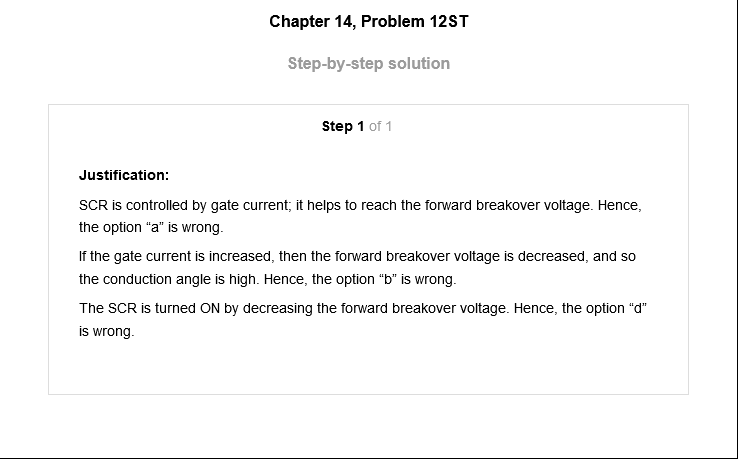 Chapter 14, Problem 12ST
Step-by-step solution
Step 1 of 1
Justification:
SCR is controlled by gate current; it helps to reach the forward breakover voltage. Hence,
the option “a” is wrong.
If the gate current is increased, then the forward breakover voltage is decreased, and so
the conduction angle is high. Hence, the option “b” is wrong.
The SCR is turned ON by decreasing the forward breakover voltage. Hence, the option “d”
is wrong.